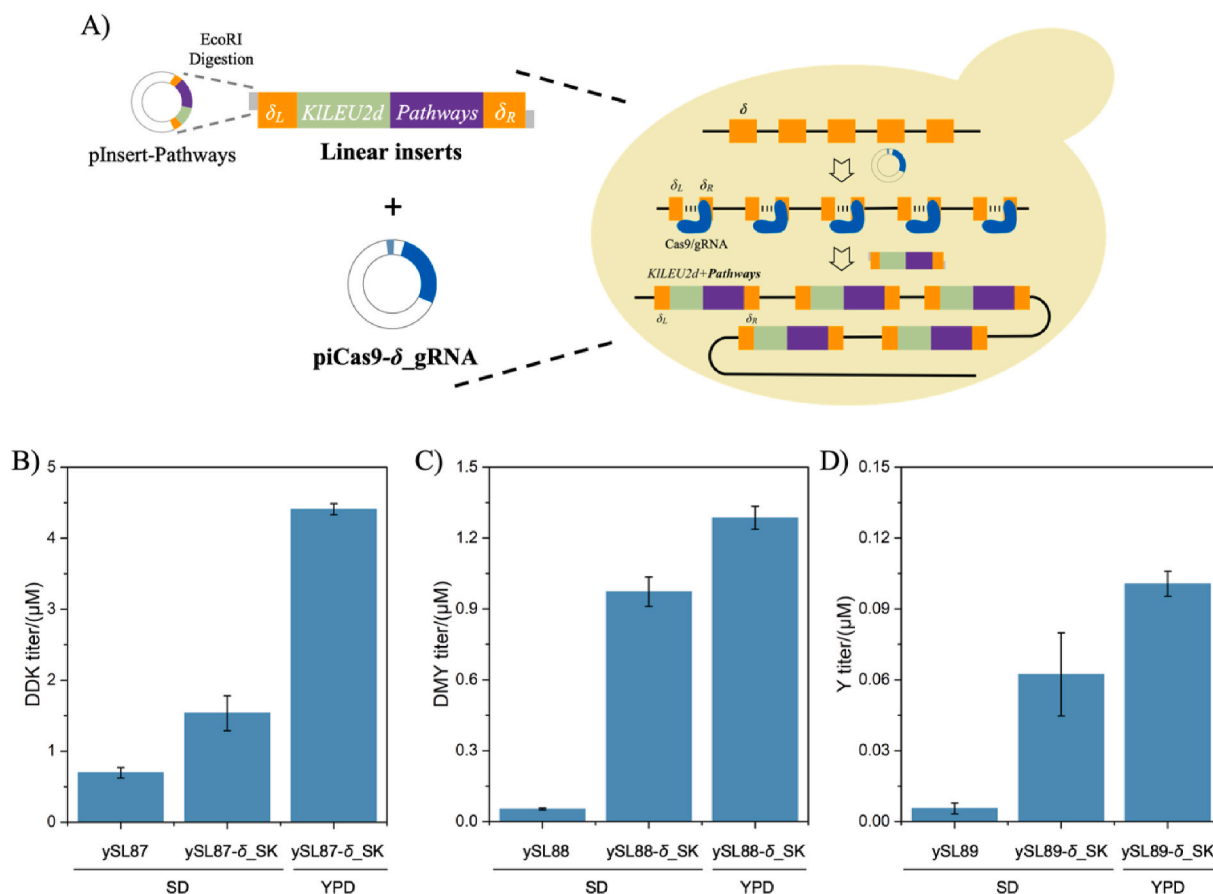 A)
EcoRI
Digestion
δL KlLEU2d Pathways δR
pInsert-Pathways
Linear inserts
+
piCas9-δ_gRNA
δ
δL δR
Cas9/gRNA
KlLEU2d+Pathways
δL δR
B)
DDK titer/(μM)
5
4
3
2
1
0
ySL87 ySL87-δ_SK ySL87-δ_SK
SD YPD
C)
DMY titer/(μM)
1.5
1.2
0.9
0.6
0.3
0.0
ySL88 ySL88-δ_SK ySL88-δ_SK
SD YPD
D)
Y titer/(μM)
0.15
0.12
0.09
0.06
0.03
0.00
ySL89 ySL89-δ_SK ySL89-δ_SK
SD YPD